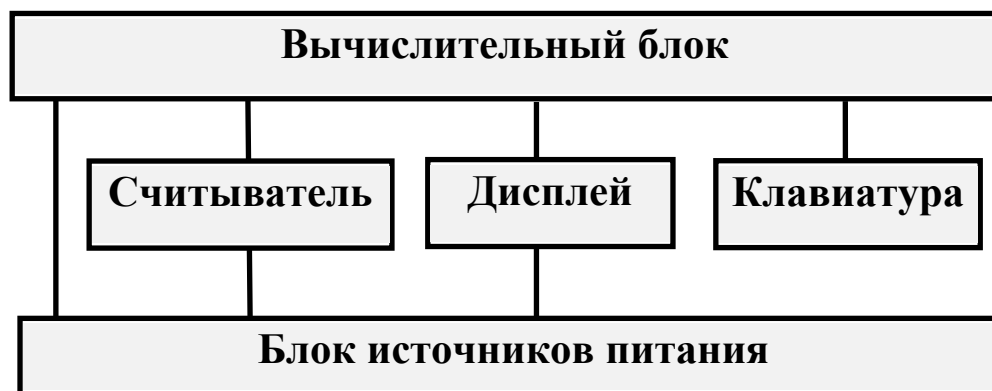 Вычислительный блок
Считыватель
Дисплей
Клавиатура
Блок источников питания